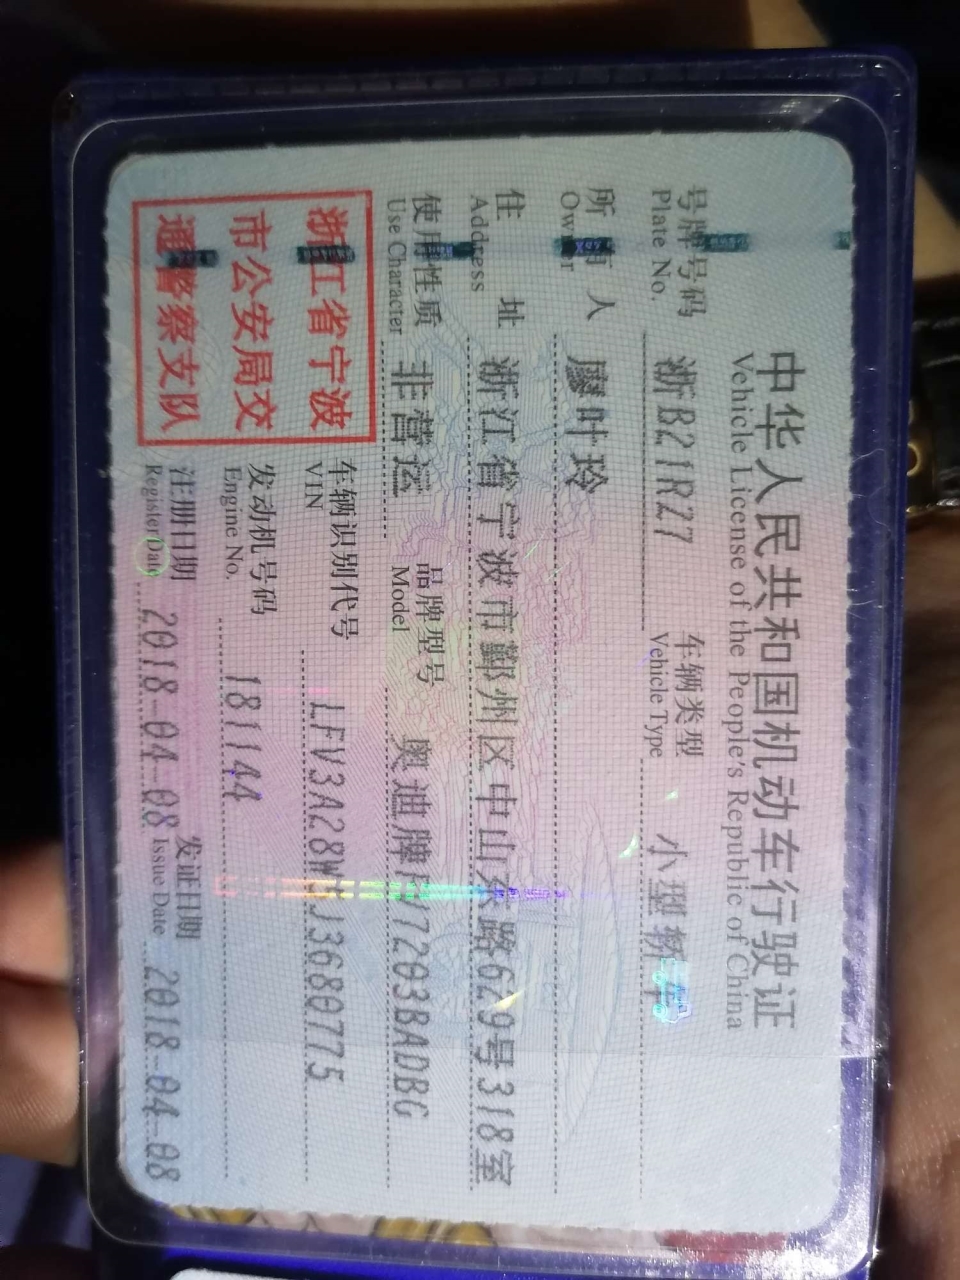 中华人民共和国机动车行驶证
Vehicle License of the People's Republic of China
号牌号码 浙B21R27 车辆类型 小型轿车
Plate No. Vehicle Type
所有人 廖叶玲
Owner
住址 浙江省宁波市鄞州区中山东路629号318室
Address
使用性质 非营运 品牌型号 奥迪牌FV7203BADBG
Use Character Model
浙江省宁波
市公安局交
通警察支队
车辆识别代号 LFV3A28W
J3680775
VIN
发动机号码 181144
Engine No.
注册日期 2018-04-08 发证日期 2018-04-08
Register Date Issue Date